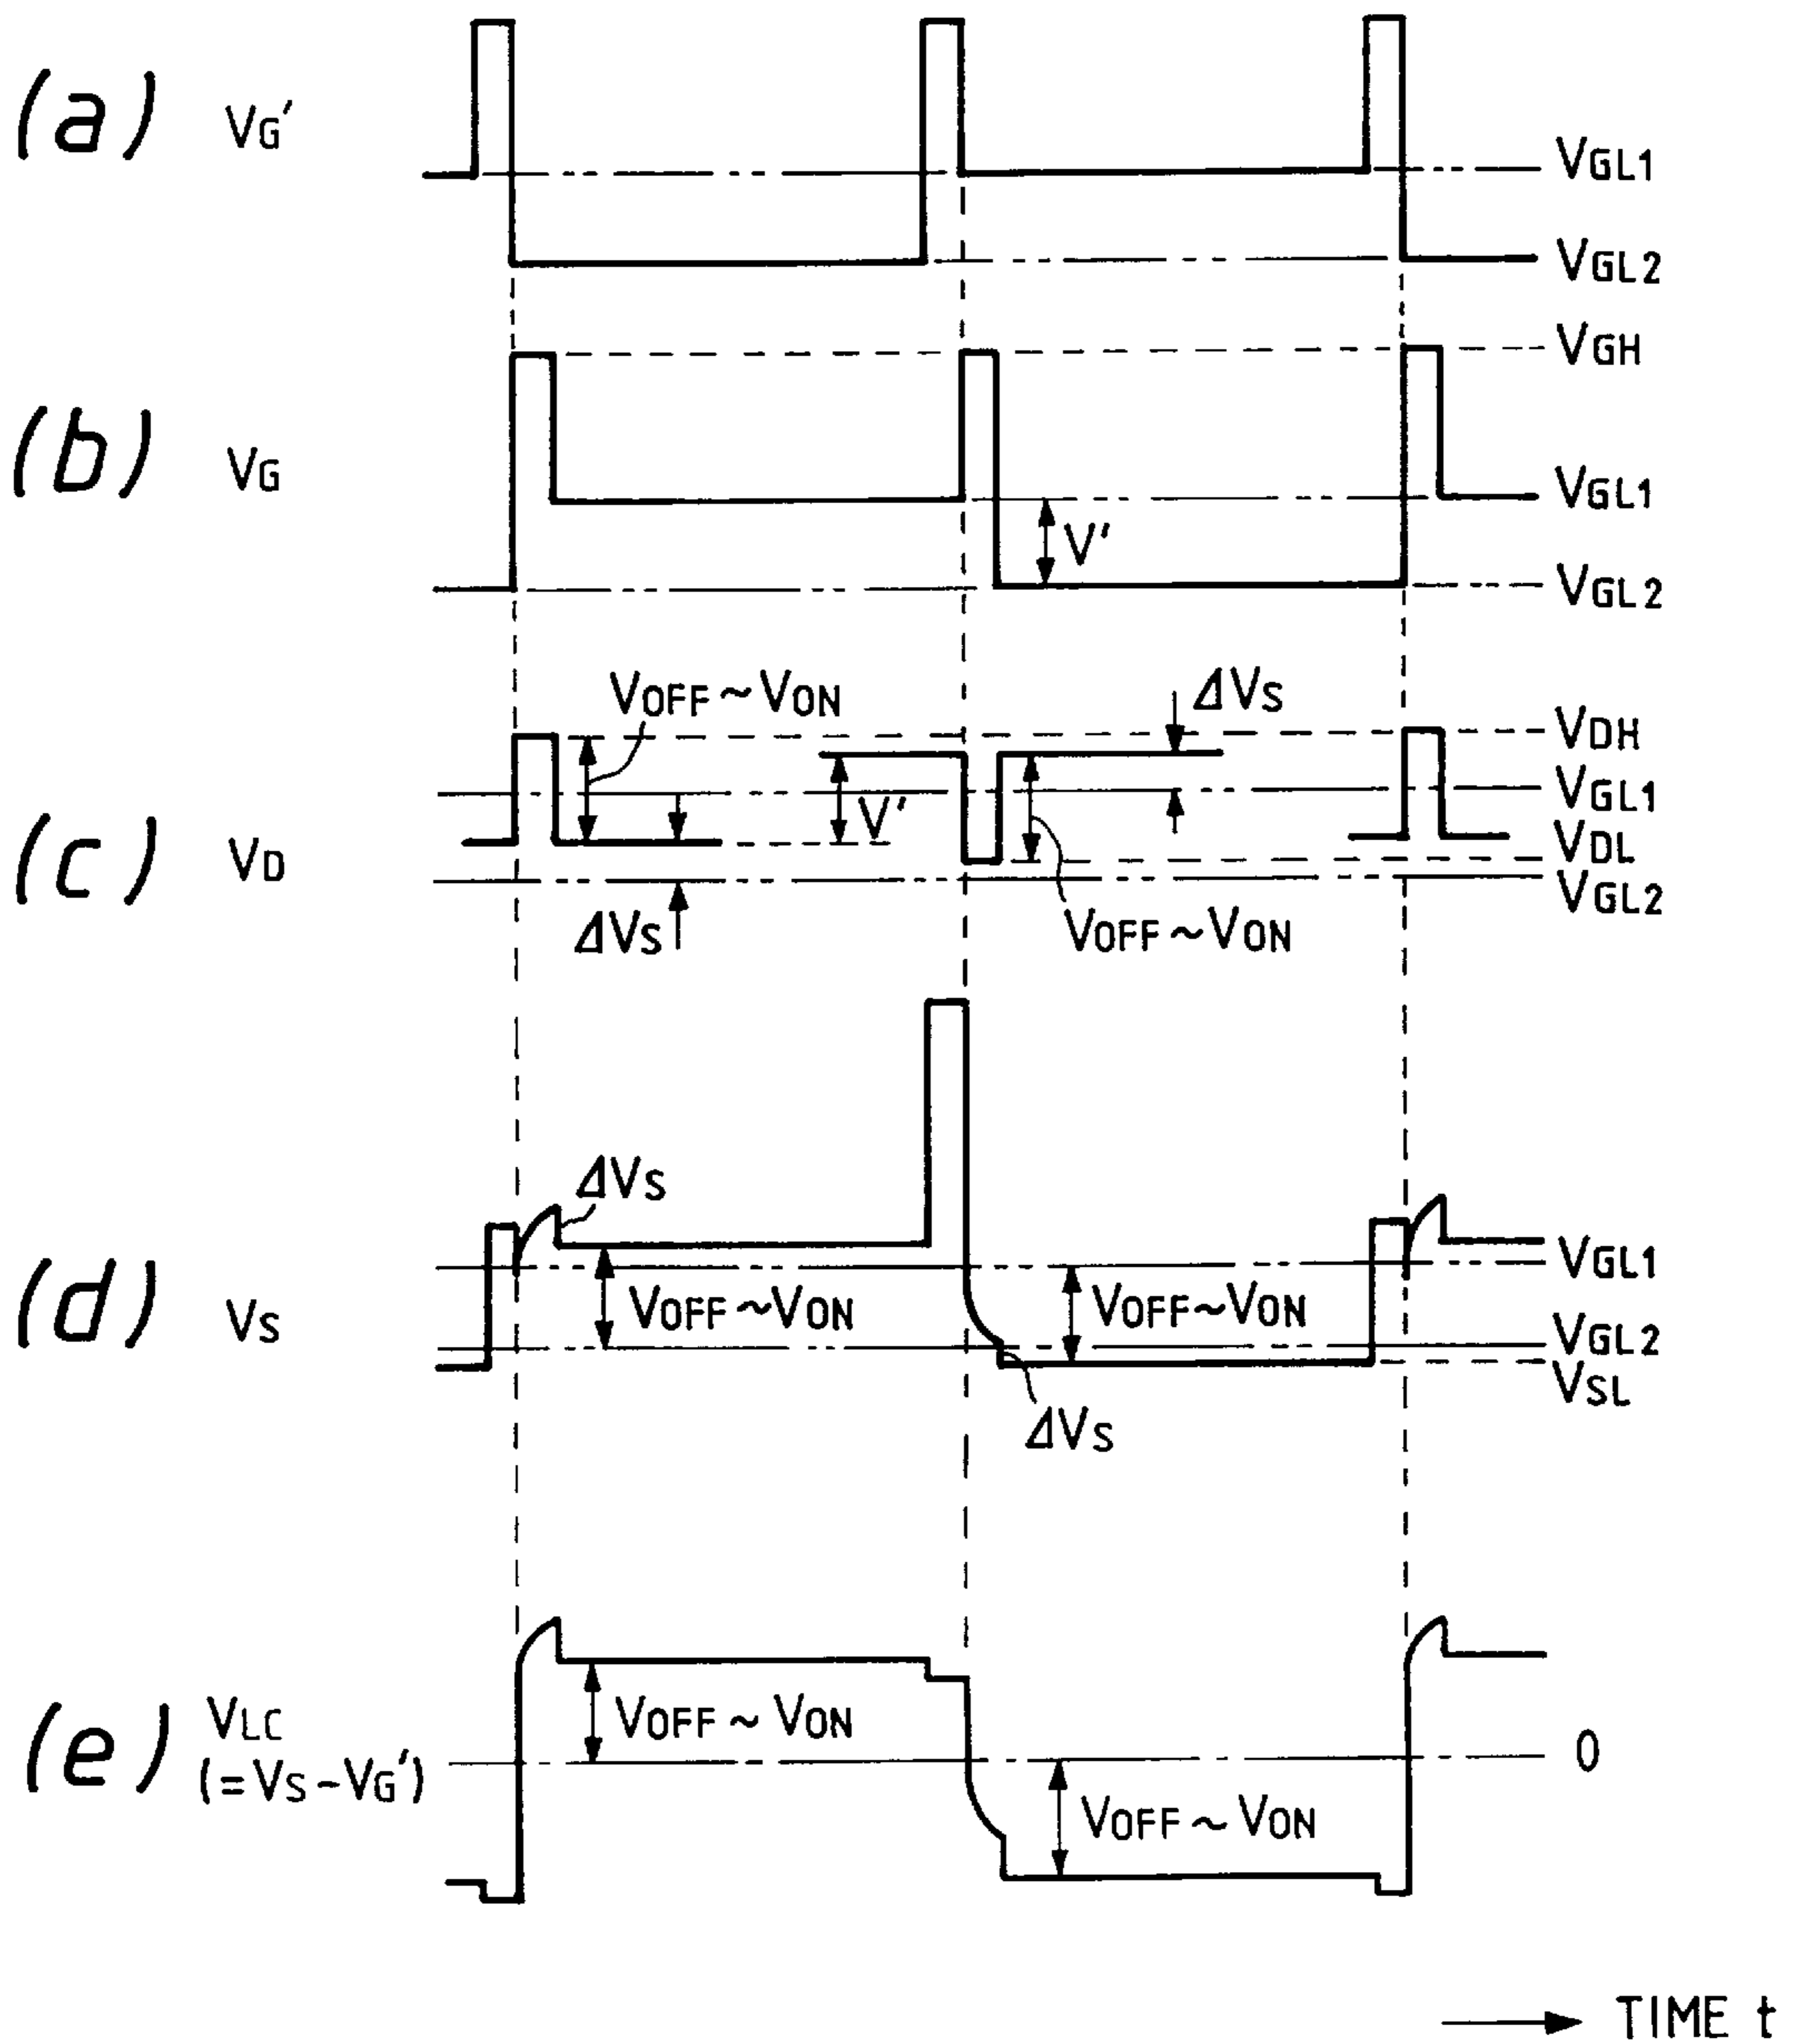 (a) VG' VGL1
VGL2
VGH
(b) VG VGL1
V'
VGL2
VOFF~VON ΔVS
VDH
VGL1
V'
(c) VD VDL
VGL2
ΔVS VOFF~VON
ΔVS
VGL1
(d) VS VOFF~VON VOFF~VON
VGL2
VSL
ΔVS
(e) VLC VOFF~VON 0
(=VS-VG')
VOFF~VON
TIME t